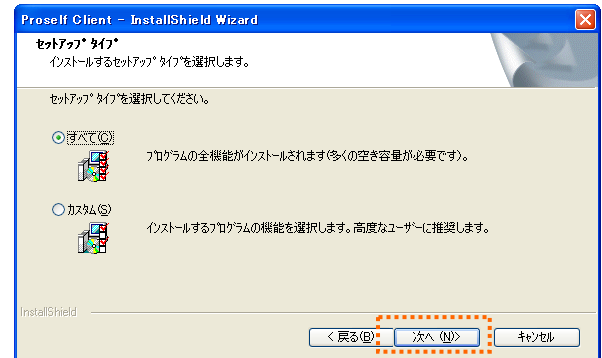 Proself Client - InstallShield Wizard
セットアップ タイプ
インストールするセットアップ タイプを選択します。
セットアップ タイプを選択してください。
すべて(C)
プログラムの全機能がインストールされます(多くの空き容量が必要です)。
カスタム(S)
インストールするプログラムの機能を選択します。高度なユーザーに推奨します。
InstallShield
< 戻る(B)
次へ (N)>
キャンセル